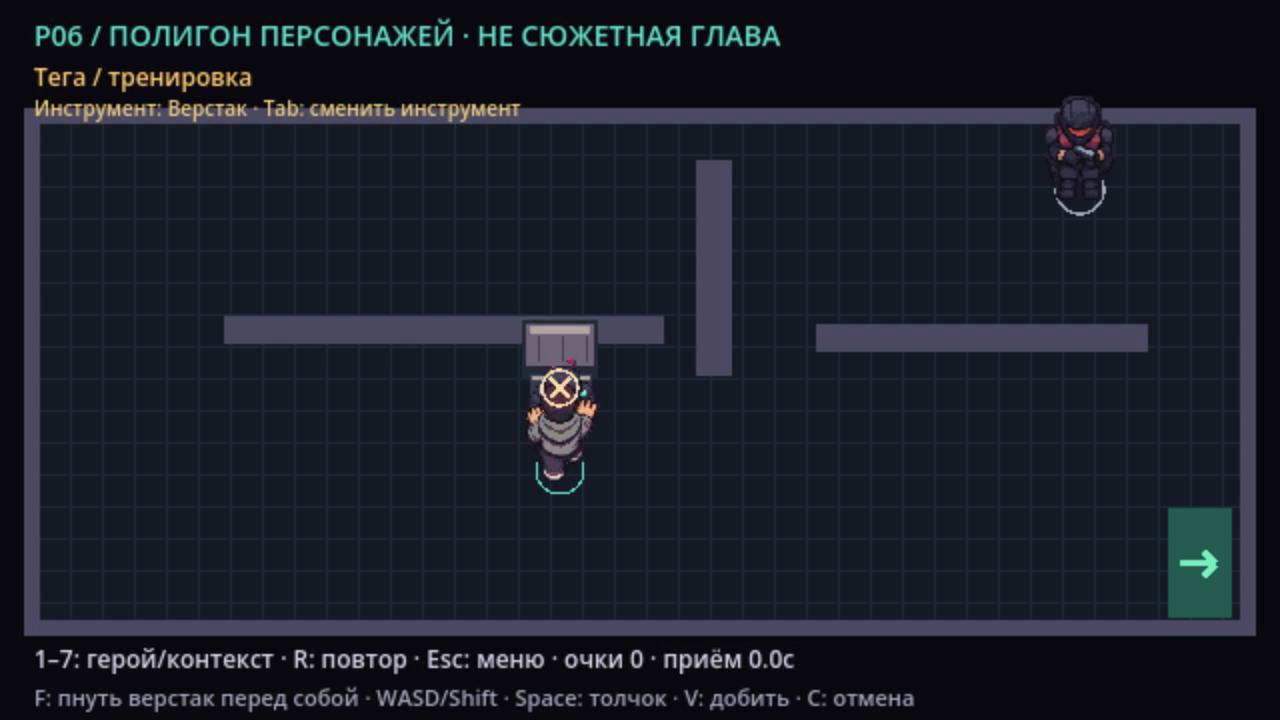 P06 / ПОЛИГОН ПЕРСОНАЖЕЙ · НЕ СЮЖЕТНАЯ ГЛАВА
Тега / тренировка
Инструмент: Верстак · Tab: сменить инструмент
1–7: герой/контекст · R: повтор · Esc: меню · очки 0 · приём 0.0с
F: пнуть верстак перед собой · WASD/Shift · Space: толчок · V: добить · C: отмена